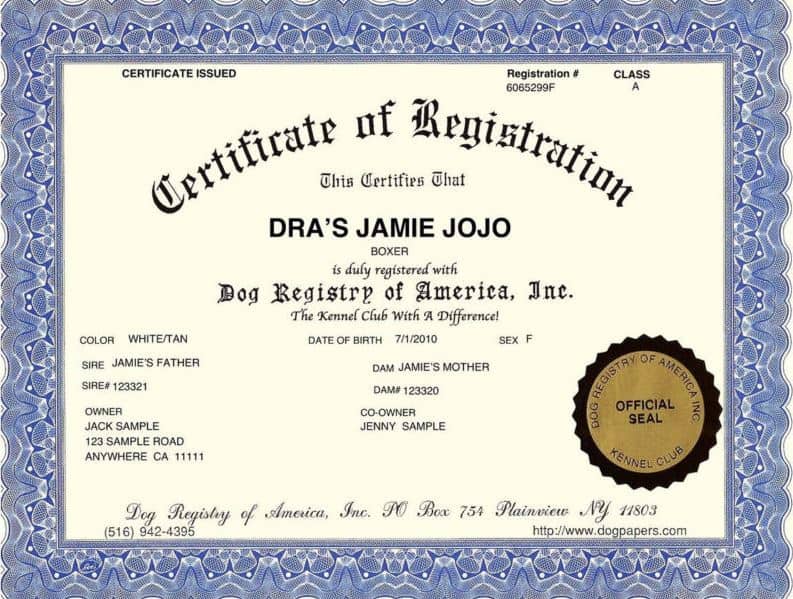 CERTIFICATE ISSUED Registration # CLASS
6065299F A
Certificate of Registration
This Certifies That
DRA'S JAMIE JOJO
BOXER
is duly registered with
Dog Registry of America, Inc.
The Kennel Club With A Difference!
COLOR WHITE/TAN DATE OF BIRTH 7/1/2010 SEX F
SIRE JAMIE'S FATHER DAM JAMIE'S MOTHER
SIRE# 123321 DAM# 123320
OWNER CO-OWNER
JACK SAMPLE JENNY SAMPLE
123 SAMPLE ROAD
ANYWHERE CA 11111
DOG REGISTRY OF AMERICA INC
OFFICIAL
SEAL
KENNEL CLUB
Dog Registry of America, Inc. PO Box 754 Plainview NY 11803
(516) 942-4395 http://www.dogpapers.com